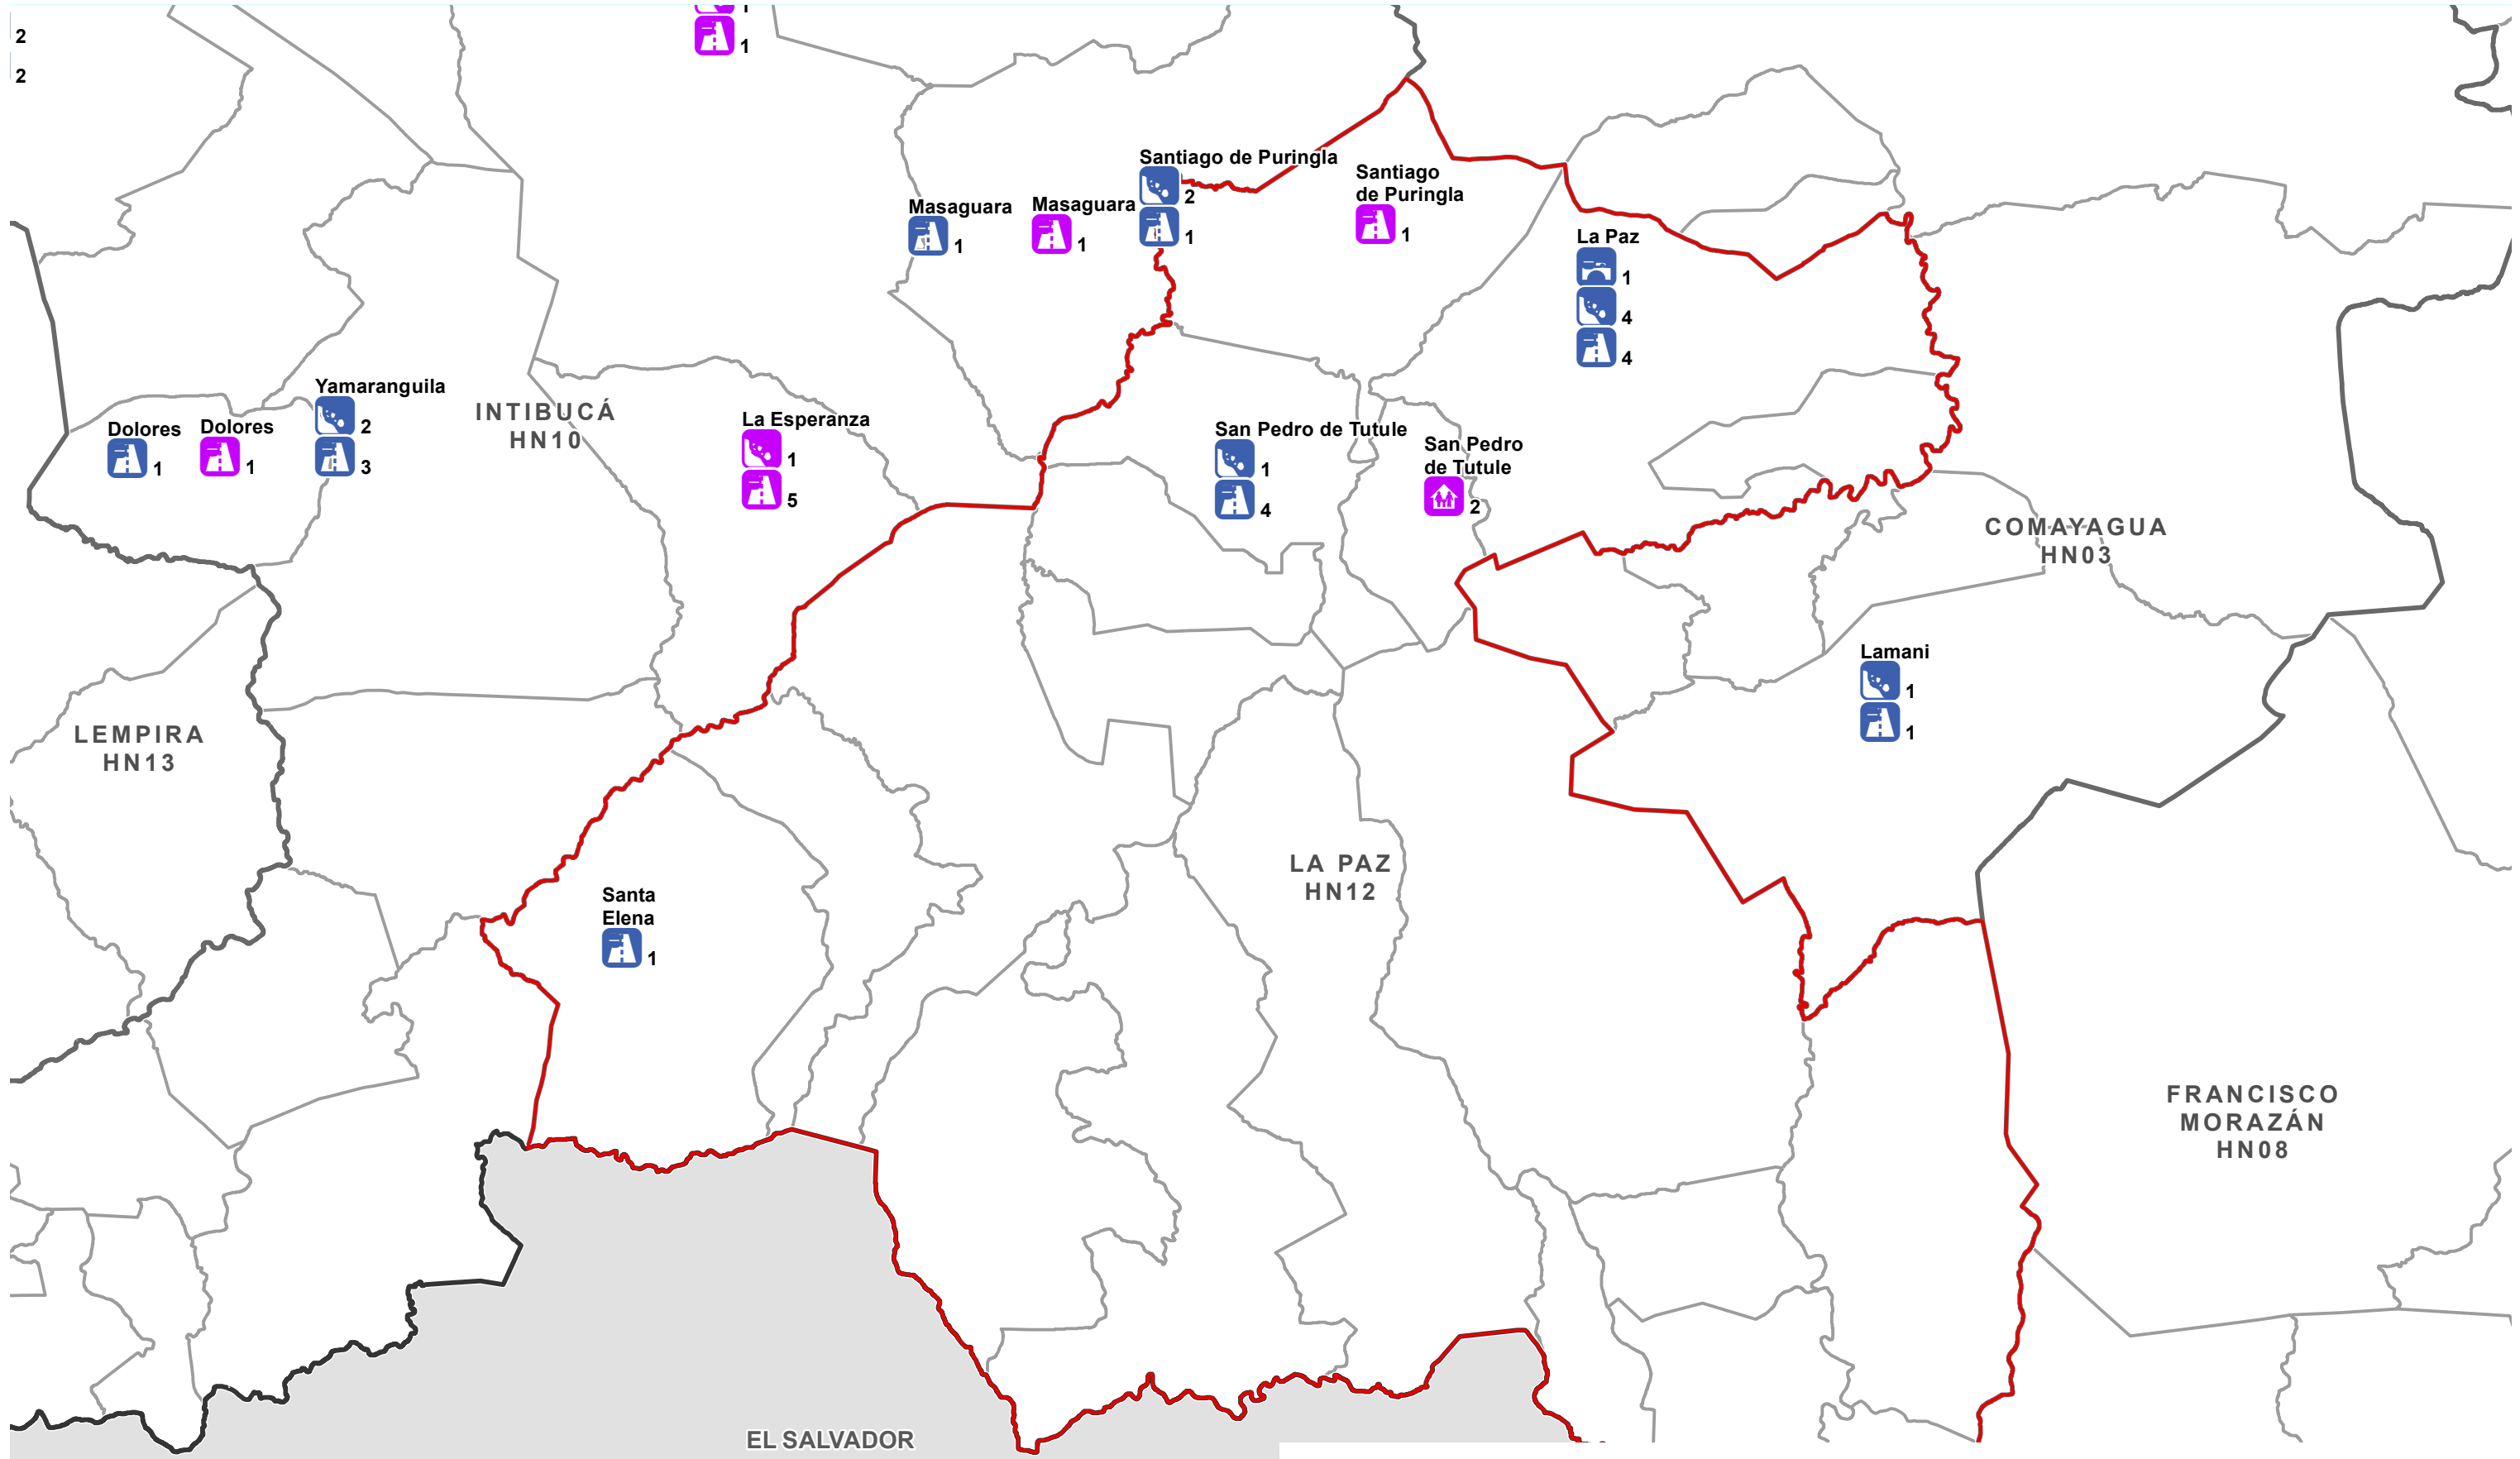 2
2
1
1
Santiago de Puringla
2
1
Santiago
de Puringla
1
Masaguara
1
Masaguara
1
La Paz
1
4
4
Yamaranguila
2
3
Dolores
1
Dolores
1
INTIBUCÁ
HN10
La Esperanza
1
5
San Pedro de Tutule
1
4
San Pedro
de Tutule
2
COMAYAGUA
HN03
Lamani
1
1
LEMPIRA
HN13
LA PAZ
HN12
Santa
Elena
1
FRANCISCO
MORAZÁN
HN08
EL SALVADOR